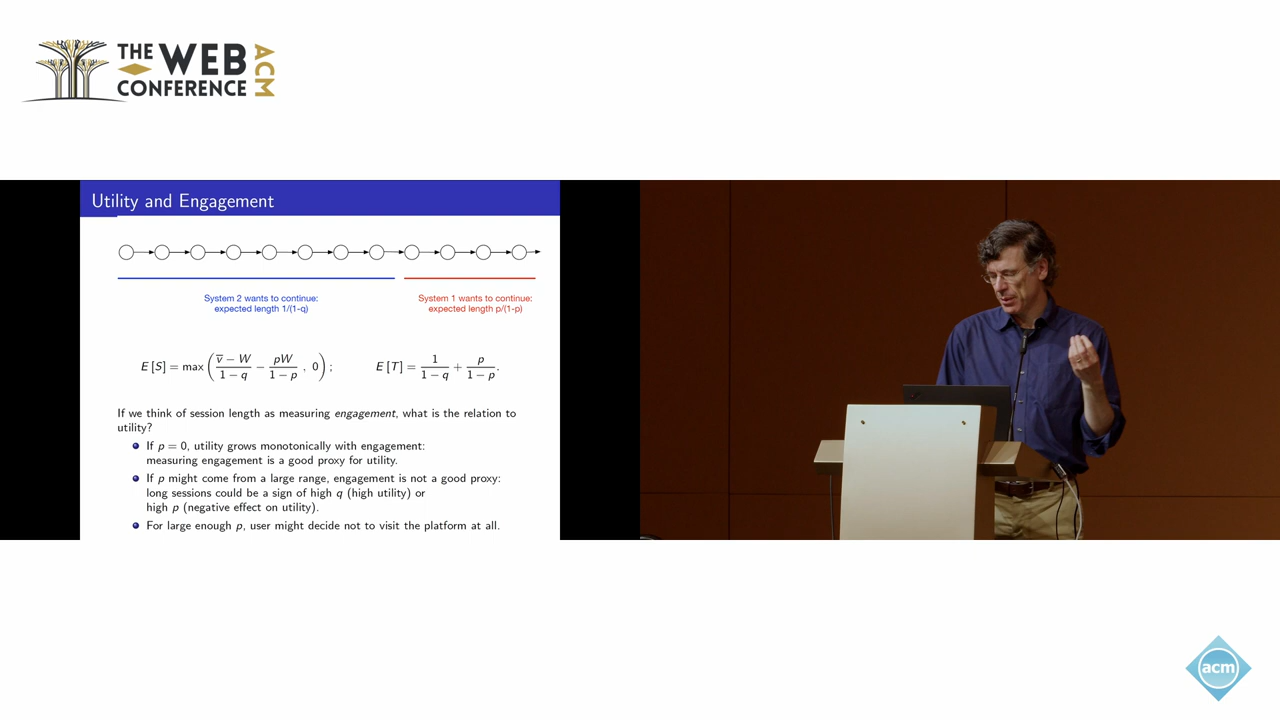 THE WEB
CONFERENCE
ACM
Utility and Engagement
System 2 wants to continue:
expected length 1/(1-q)
System 1 wants to continue:
expected length p/(1-p)
E [S] = max ( (v̅ − W)/(1 − q) − pW/(1 − p) , 0 ) ;
E [T] = 1/(1 − q) + p/(1 − p).
If we think of session length as measuring engagement, what is the relation to
utility?
If p = 0, utility grows monotonically with engagement:
measuring engagement is a good proxy for utility.
If p might come from a large range, engagement is not a good proxy:
long sessions could be a sign of high q (high utility) or
high p (negative effect on utility).
For large enough p, user might decide not to visit the platform at all.
acm